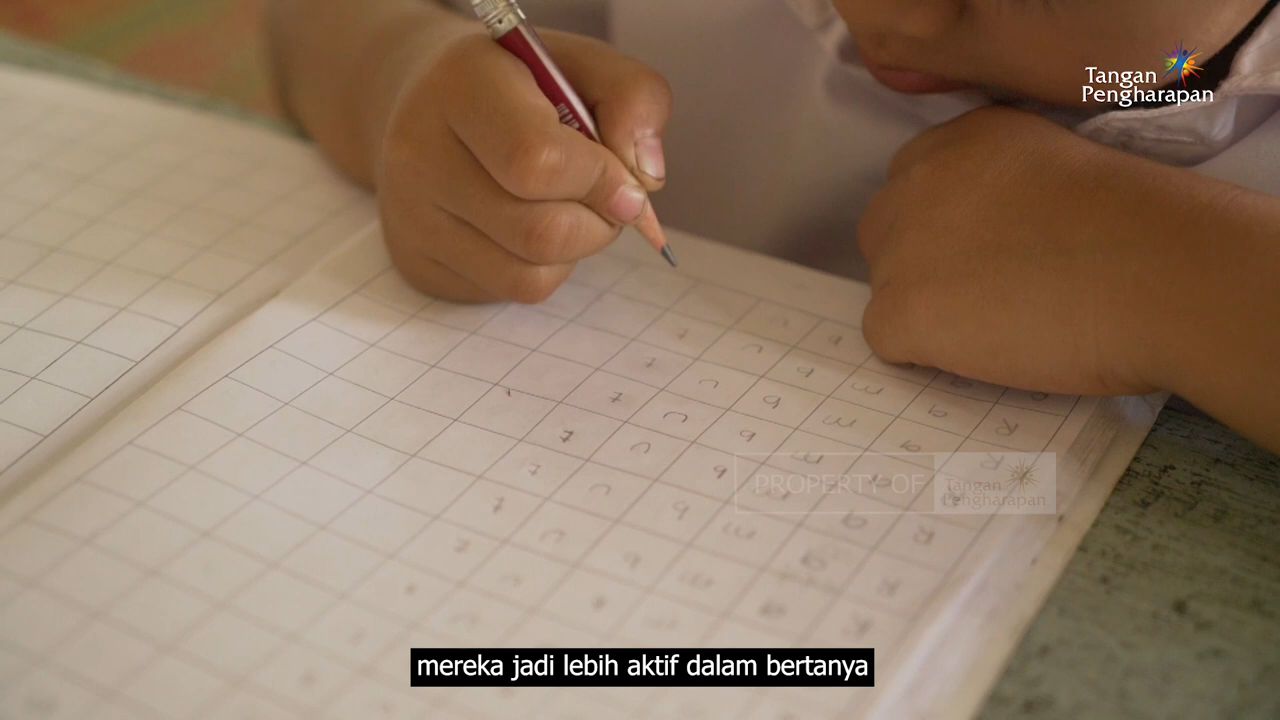 Tangan
Pengharapan
R a m b u t
R a m b u t
R a m b u t
R a m b u t
R a m b u t
PROPERTY OF Tangan Pengharapan
mereka jadi lebih aktif dalam bertanya